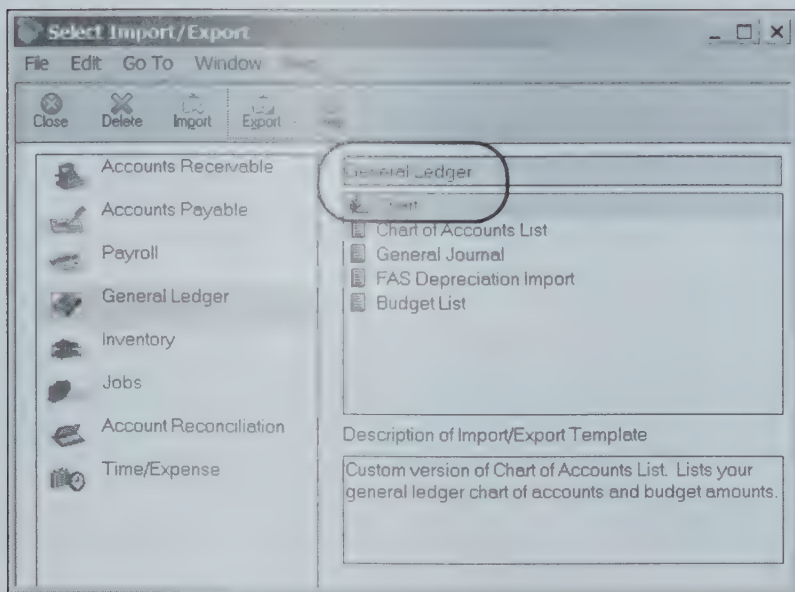 Select Import/Export
File Edit Go To Window
Close Delete Import Export
Accounts Receivable
Accounts Payable
Payroll
General Ledger
Inventory
Jobs
Account Reconciliation
Time/Expense
General Ledger
Chart of Accounts List
General Journal
FAS Depreciation Import
Budget List
Description of Import/Export Template
Custom version of Chart of Accounts List. Lists your
general ledger chart of accounts and budget amounts.